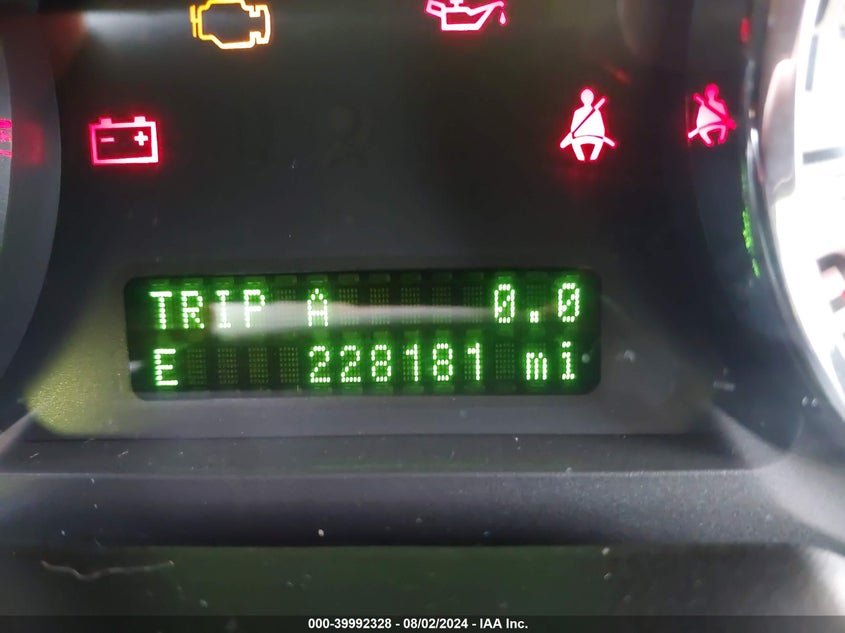 TRIP A 0.0
E 228181 mi
000-39992328 - 08/02/2024 - IAA Inc.